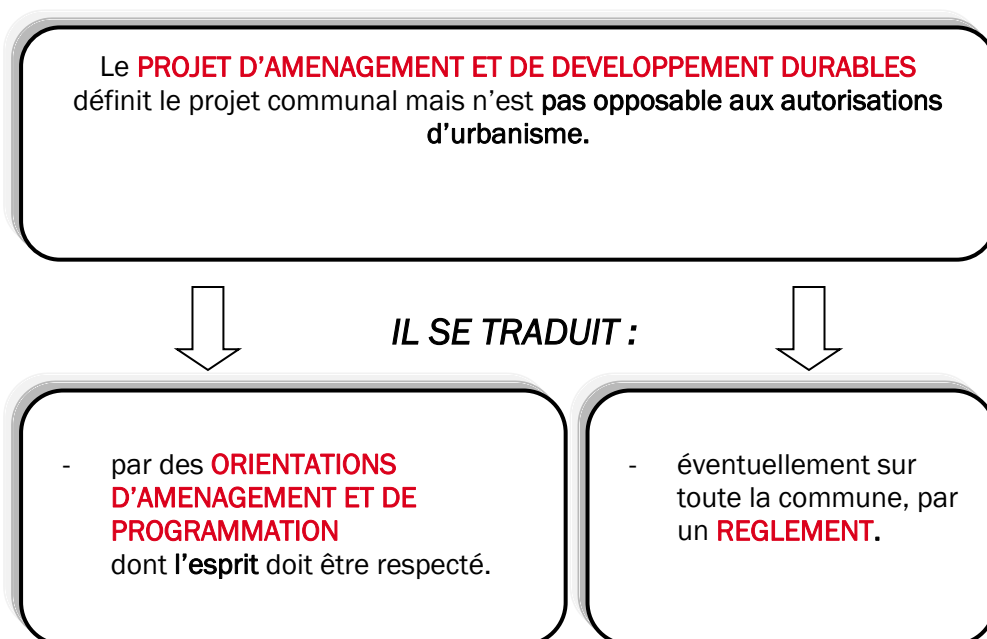 Le PROJET D’AMENAGEMENT ET DE DEVELOPPEMENT DURABLES
définit le projet communal mais n’est pas opposable aux autorisations
d’urbanisme.
IL SE TRADUIT :
- par des ORIENTATIONS
D’AMENAGEMENT ET DE
PROGRAMMATION
dont l’esprit doit être respecté.
- éventuellement sur
toute la commune, par
un REGLEMENT.